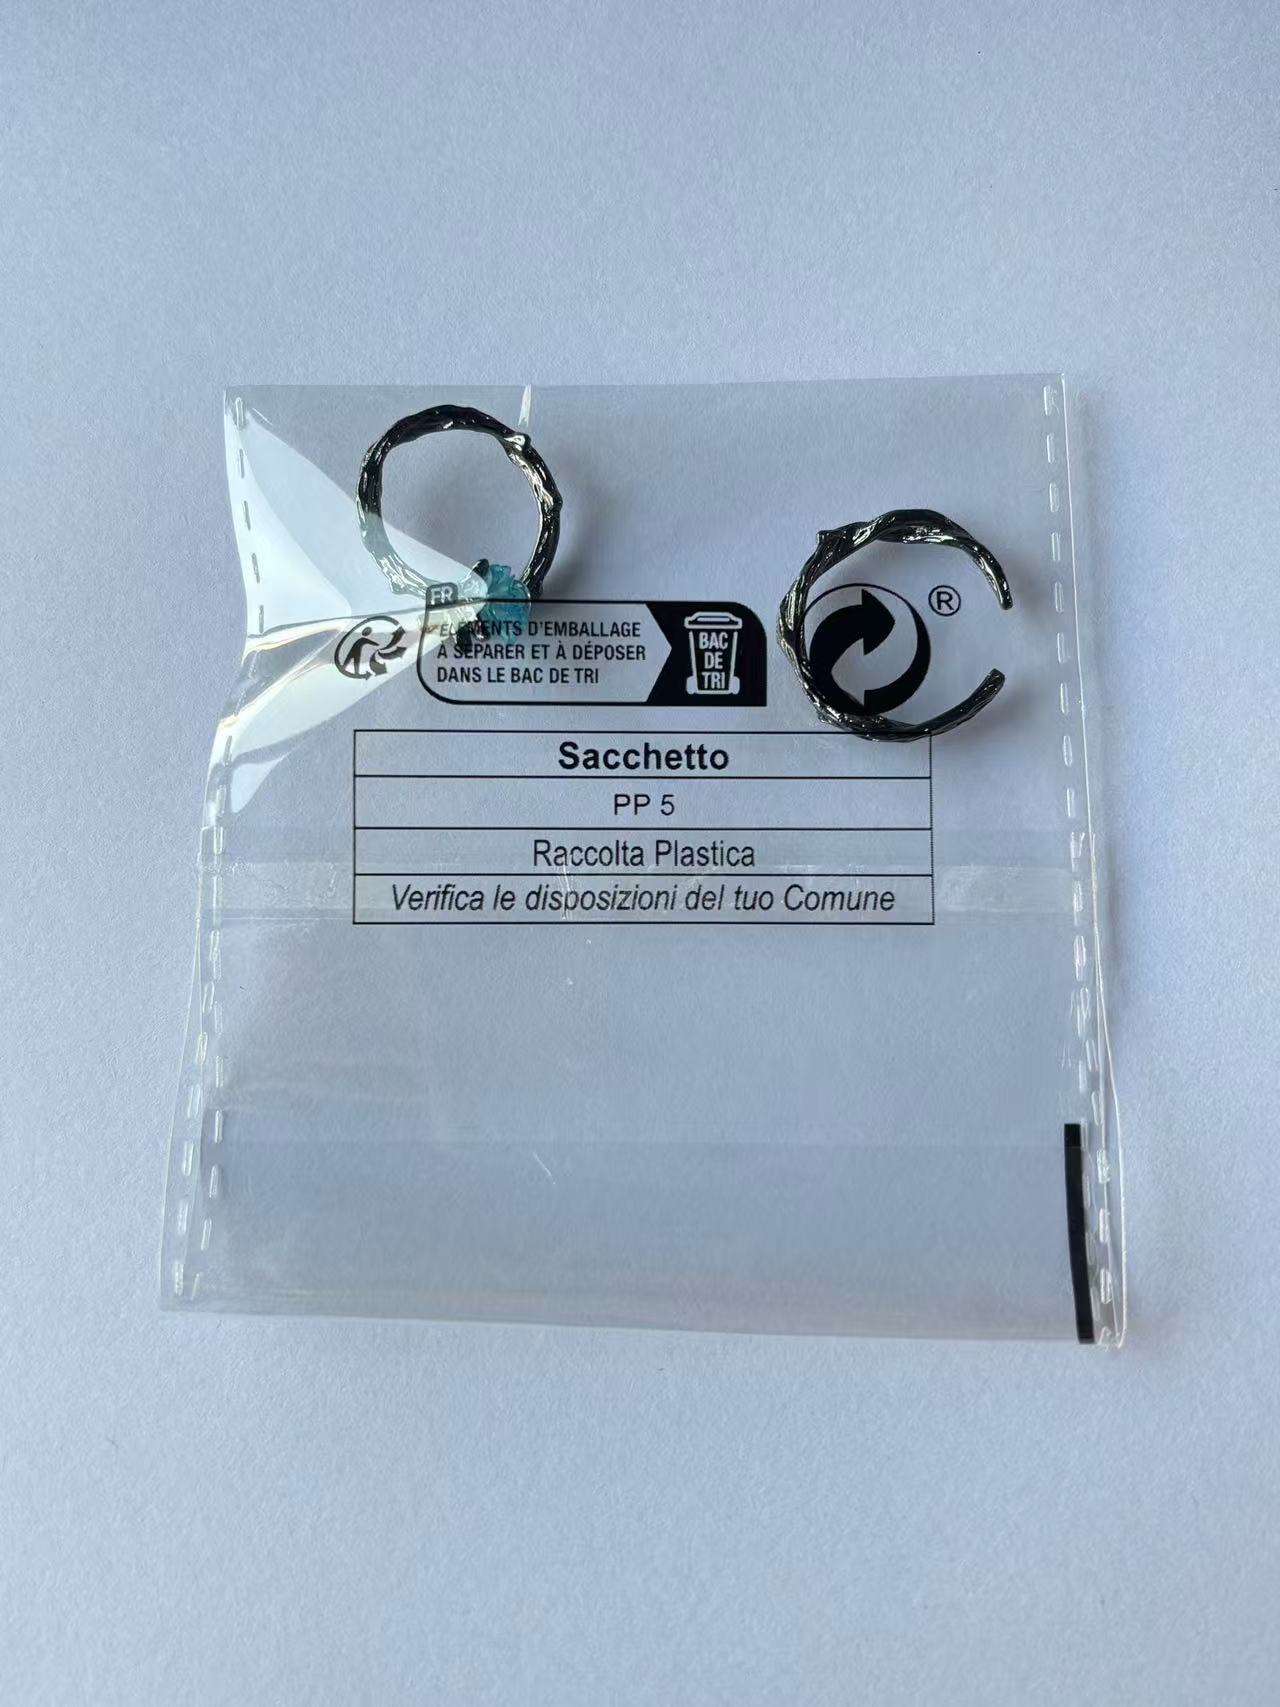 FR
ÉLÉMENTS D'EMBALLAGE
À SÉPARER ET À DÉPOSER
DANS LE BAC DE TRI
BAC
DE
TRI
®
Sacchetto
PP 5
Raccolta Plastica
Verifica le disposizioni del tuo Comune